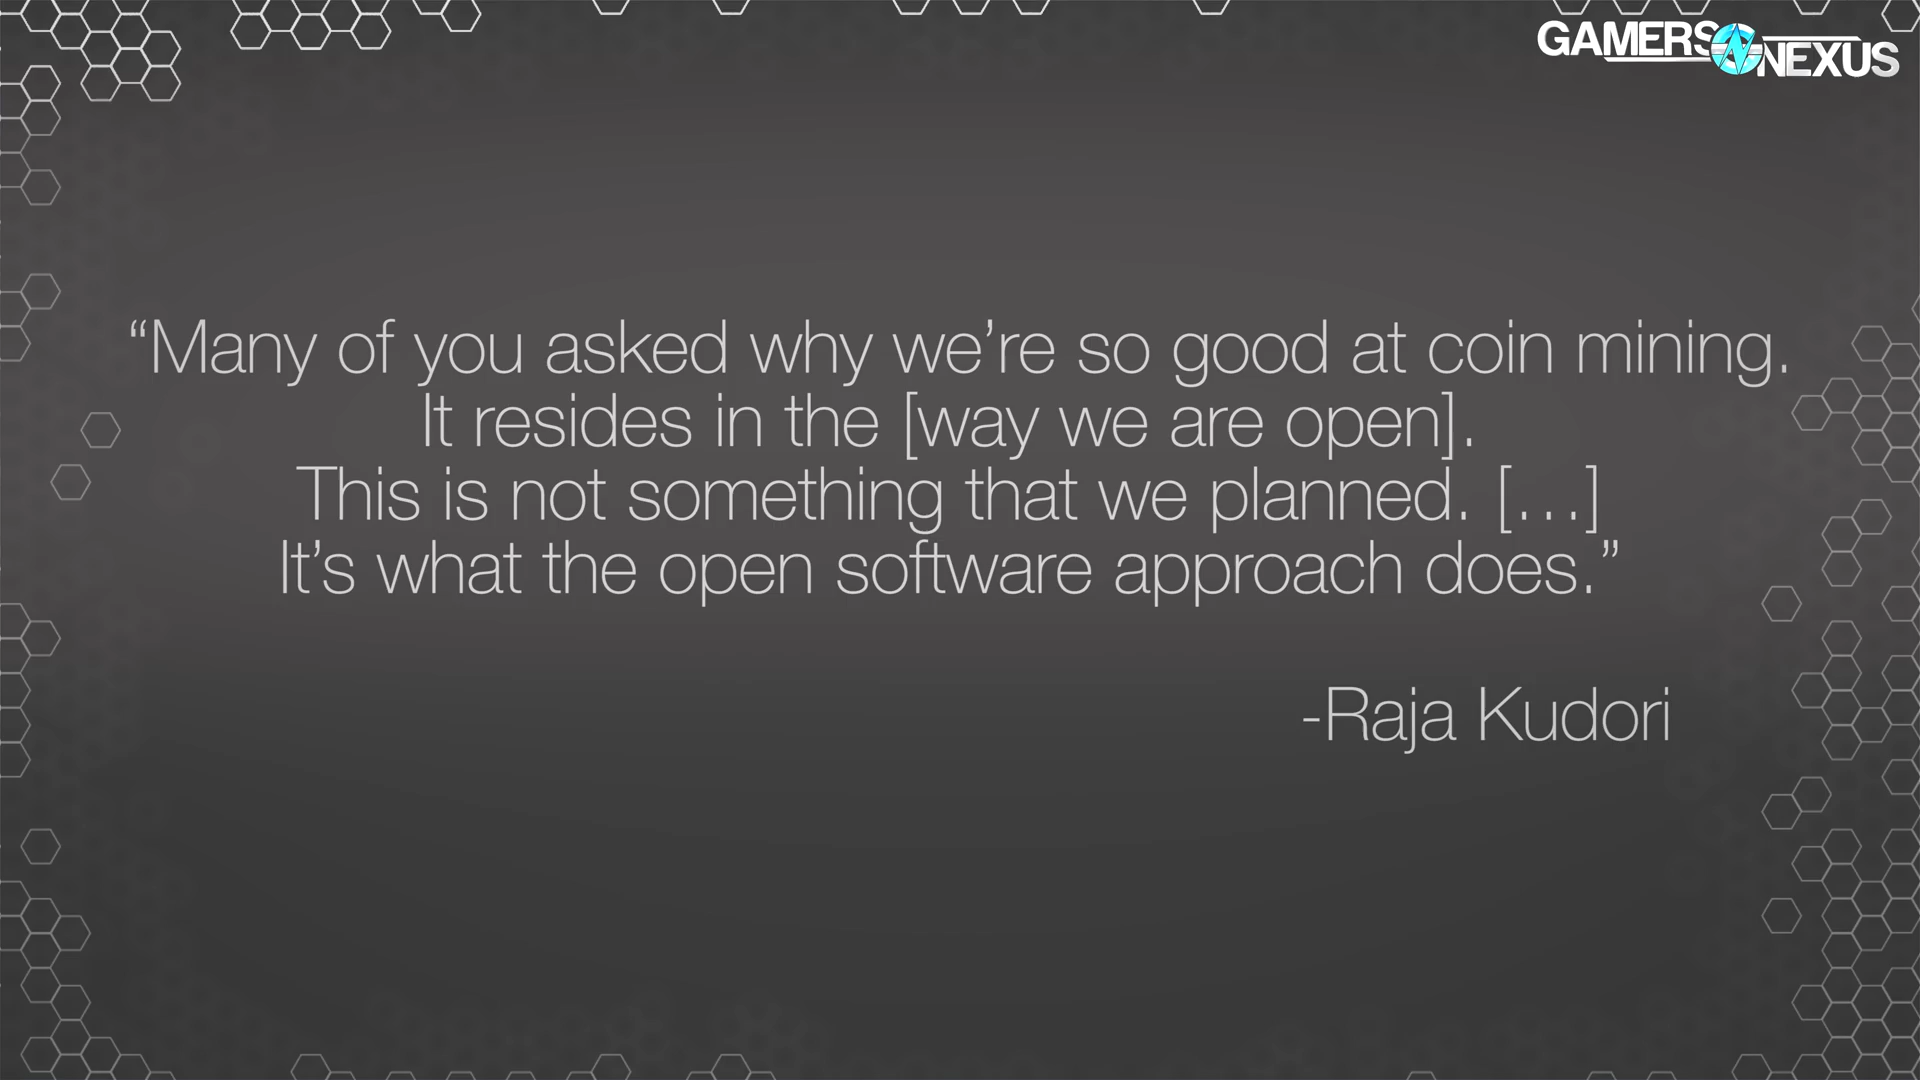 GAMERS NEXUS
“Many of you asked why we’re so good at coin mining.
It resides in the [way we are open].
This is not something that we planned. […]
It’s what the open software approach does.”
-Raja Kudori